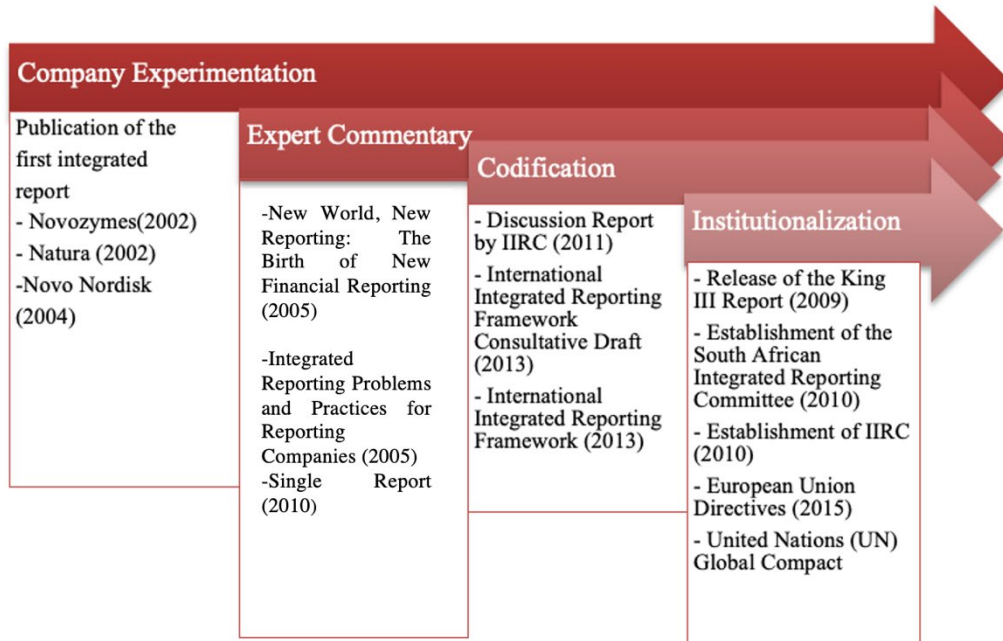 Company Experimentation
Publication of the
first integrated
report
- Novozymes(2002)
- Natura (2002)
-Novo Nordisk
(2004)
Expert Commentary
-New World, New
Reporting: The
Birth of New
Financial Reporting
(2005)
-Integrated
Reporting Problems
and Practices for
Reporting
Companies (2005)
-Single Report
(2010)
Codification
- Discussion Report
by IIRC (2011)
- International
Integrated Reporting
Framework
Consultative Draft
(2013)
- International
Integrated Reporting
Framework (2013)
Institutionalization
- Release of the King
III Report (2009)
- Establishment of the
South African
Integrated Reporting
Committee (2010)
- Establishment of IIRC
(2010)
- European Union
Directives (2015)
- United Nations (UN)
Global Compact